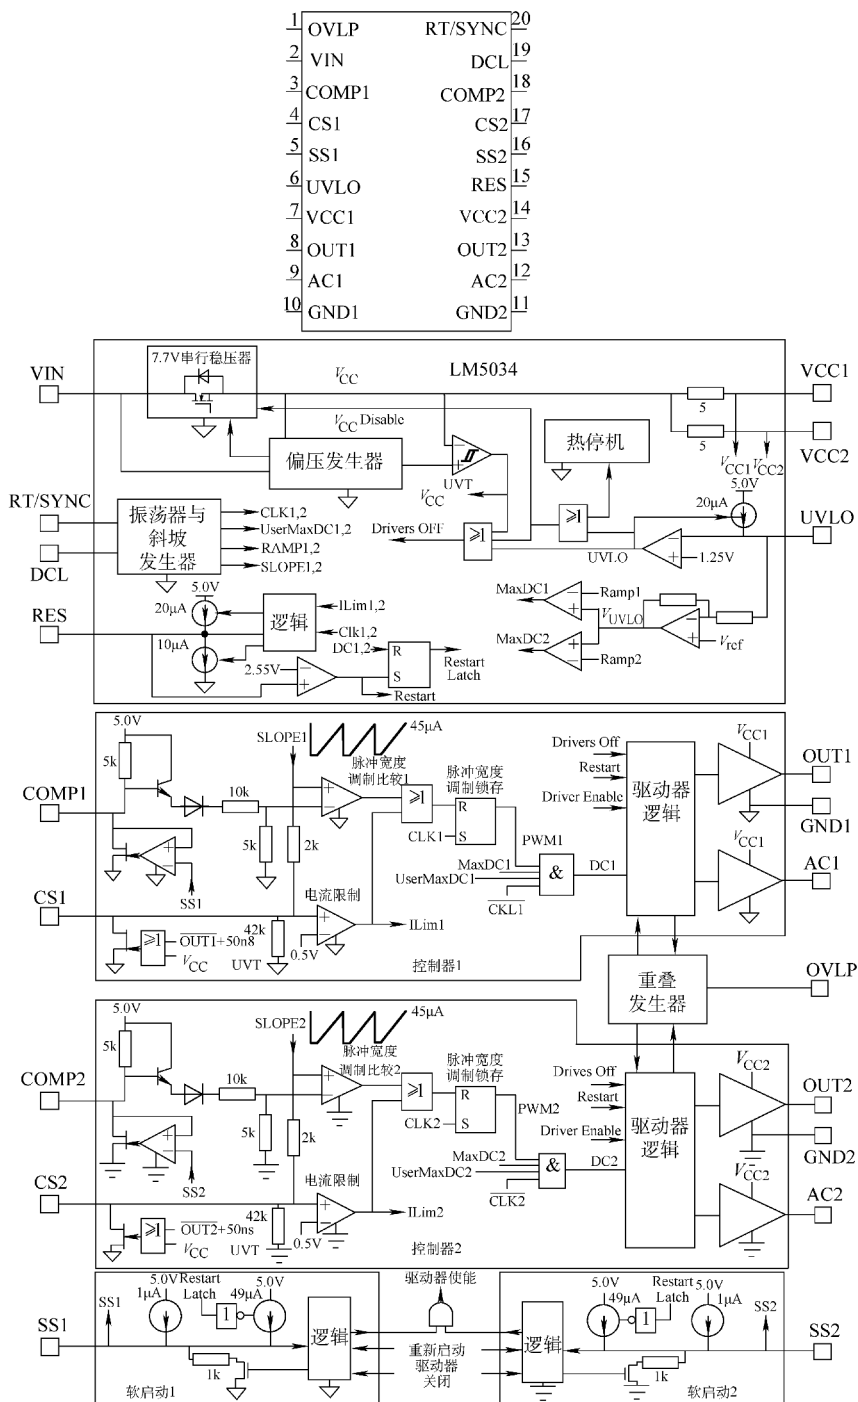 1 OVLP RT/SYNC 20
2 VIN DCL 19
3 COMP1 COMP2 18
4 CS1 CS2 17
5 SS1 SS2 16
6 UVLO RES 15
7 VCC1 VCC2 14
8 OUT1 OUT2 13
9 AC1 AC2 12
10 GND1 GND2 11
7.7V串行稳压器
VCC
LM5034
VIN
VCC1
5
VCC Disable
5
VCC2
偏压发生器
UVT
热停机
VCC1
VCC2
5.0V
VCC
20μA
RT/SYNC
DCL
振荡器与
斜坡
发生器
CLK1,2
UserMaxDC1,2
RAMP1,2
SLOPE1,2
Drivers OFF
≥1
≥1
UVLO
1.25V
UVLO
RES
5.0V
20μA
10μA
逻辑
ILim1,2
Clk1,2
DC1,2
2.55V
R
S
Restart
Latch
Restart
MaxDC1
Ramp1
VUVLO
MaxDC2
Ramp2
Vref
5.0V
5k
SLOPE1
45μA
脉冲宽度
调制比较1
COMP1
10k
5k
2k
≥1
脉冲宽度
调制锁存
R
S
CLK1
PWM1
SS1
Drivers Off
Restart
Driver Enable
驱动器
逻辑
VCC1
OUT1
GND1
MaxDC1
UserMaxDC1
CKL1
&
DC1
VCC1
AC1
CS1
电流限制
≥1
OUT1+50n8
VCC
42k
UVT
0.5V
ILim1
控制器1
重叠
发生器
OVLP
5.0V
5k
SLOPE2
45μA
脉冲宽度
调制比较2
COMP2
10k
5k
2k
≥1
脉冲宽度
调制锁存
R
S
CLK2
PWM2
SS2
Drives Off
Restart
Driver Enable
驱动器
逻辑
VCC2
OUT2
GND2
MaxDC2
UserMaxDC2
CLK2
&
DC2
VCC2
AC2
CS2
电流限制
≥1
OUT2+50ns
VCC
42k
UVT
0.5V
ILim2
控制器2
SS1
5.0V
1μA
Restart
Latch
1
49μA
5.0V
SS1
1k
逻辑
软启动1
驱动器使能
重新启动
驱动器
关闭
逻辑
5.0V
49μA
1
Restart
Latch
5.0V
1μA
SS2
SS2
1k
软启动2